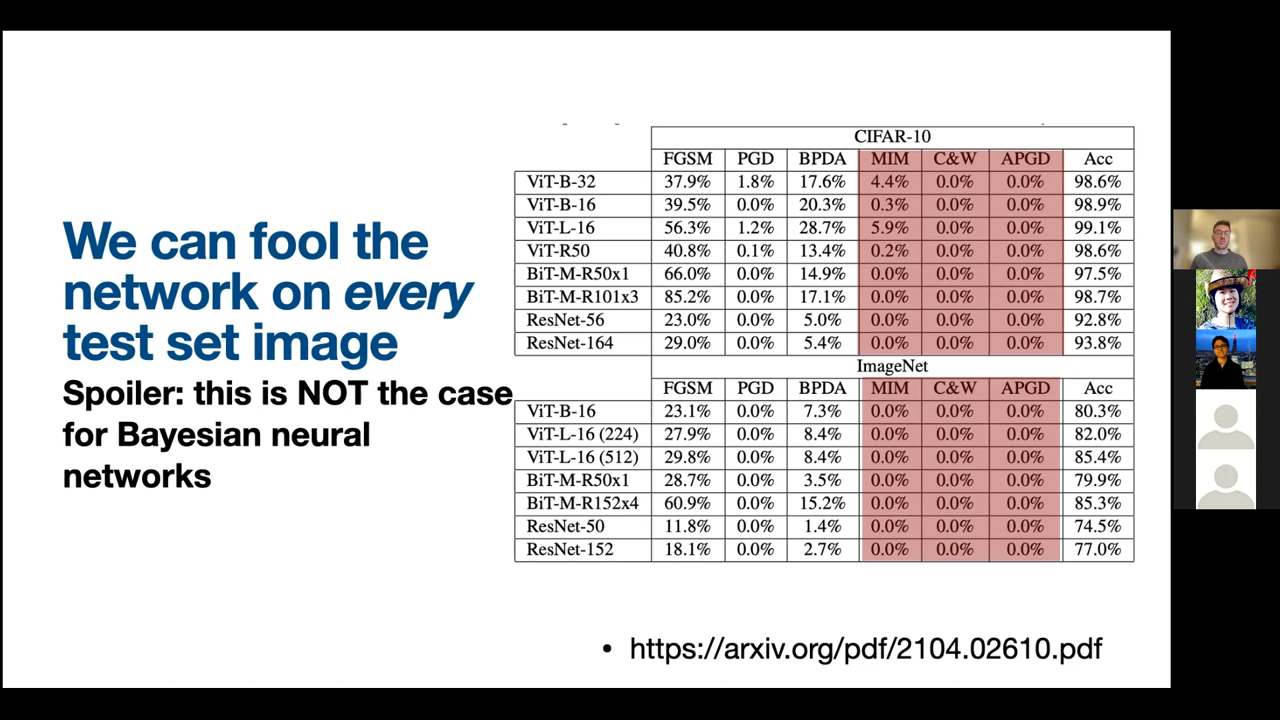 We can fool the
network on every
test set image
Spoiler: this is NOT the case
for Bayesian neural
networks
CIFAR-10
FGSM PGD BPDA MIM C&W APGD Acc
ViT-B-32 37.9% 1.8% 17.6% 4.4% 0.0% 0.0% 98.6%
ViT-B-16 39.5% 0.0% 20.3% 0.3% 0.0% 0.0% 98.9%
ViT-L-16 56.3% 1.2% 28.7% 5.9% 0.0% 0.0% 99.1%
ViT-R50 40.8% 0.1% 13.4% 0.2% 0.0% 0.0% 98.6%
BiT-M-R50x1 66.0% 0.0% 14.9% 0.0% 0.0% 0.0% 97.5%
BiT-M-R101x3 85.2% 0.0% 17.1% 0.0% 0.0% 0.0% 98.7%
ResNet-56 23.0% 0.0% 5.0% 0.0% 0.0% 0.0% 92.8%
ResNet-164 29.0% 0.0% 5.4% 0.0% 0.0% 0.0% 93.8%
ImageNet
FGSM PGD BPDA MIM C&W APGD Acc
ViT-B-16 23.1% 0.0% 7.3% 0.0% 0.0% 0.0% 80.3%
ViT-L-16 (224) 27.9% 0.0% 8.4% 0.0% 0.0% 0.0% 82.0%
ViT-L-16 (512) 29.8% 0.0% 8.4% 0.0% 0.0% 0.0% 85.4%
BiT-M-R50x1 28.7% 0.0% 3.5% 0.0% 0.0% 0.0% 79.9%
BiT-M-R152x4 60.9% 0.0% 15.2% 0.0% 0.0% 0.0% 85.3%
ResNet-50 11.8% 0.0% 1.4% 0.0% 0.0% 0.0% 74.5%
ResNet-152 18.1% 0.0% 2.7% 0.0% 0.0% 0.0% 77.0%
• https://arxiv.org/pdf/2104.02610.pdf